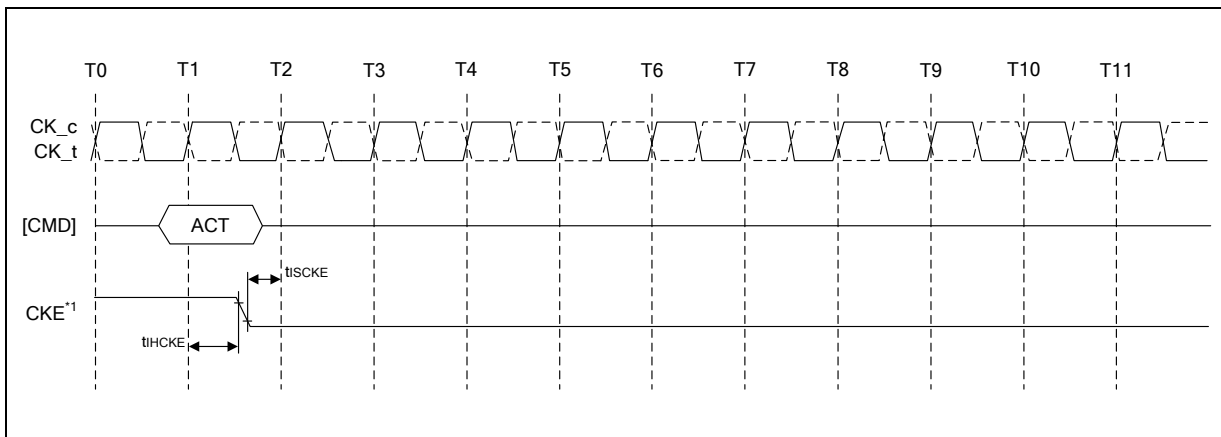 T0 T1 T2 T3 T4 T5 T6 T7 T8 T9 T10 T11
CK_c
CK_t
[CMD] ACT
tISCKE
CKE*1
tIHCKE